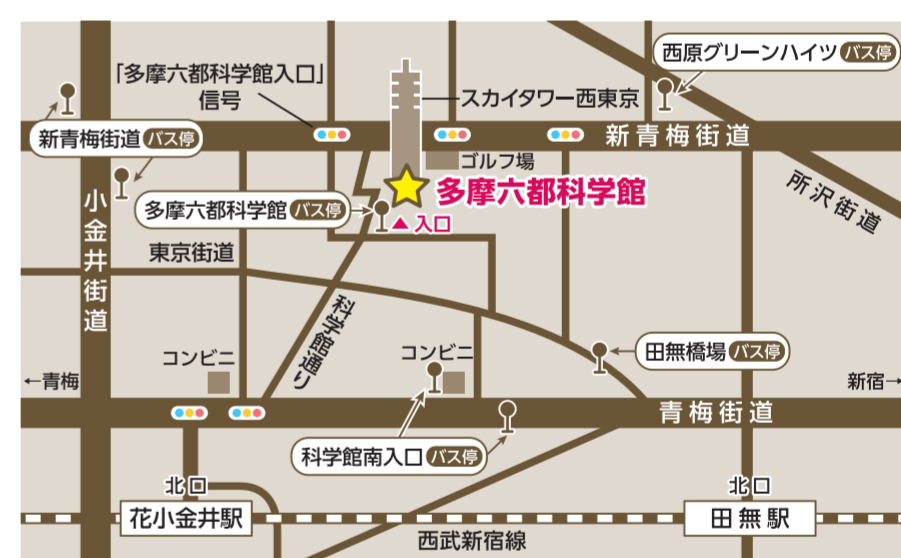 西原グリーンハイツ バス停
「多摩六都科学館入口」
信号
スカイタワー西東京
新青梅街道 バス停
新青梅街道
ゴルフ場
多摩六都科学館
所沢街道
小金井街道
多摩六都科学館 バス停
▲入口
東京街道
科学館通り
コンビニ
コンビニ
田無橋場 バス停
←青梅
新宿→
青梅街道
科学館南入口 バス停
北口
北口
花小金井駅
田無駅
西武新宿線